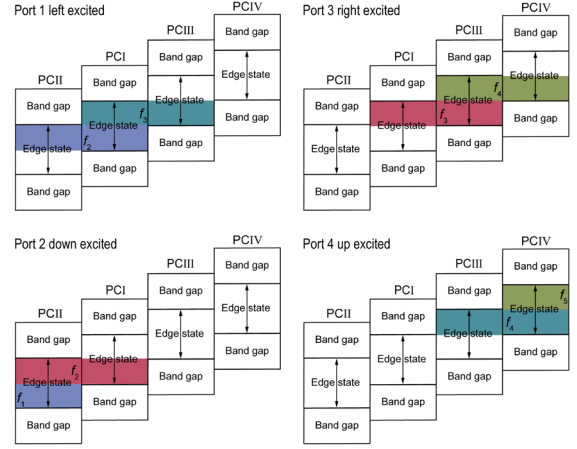 Port 1 left excited
PCII
Band gap
Edge state
Band gap
f2
PCI
Band gap
Edge state
Band gap
f3
PCIII
Band gap
Edge state
Band gap
PCIV
Band gap
Edge state
Band gap
Port 3 right excited
PCII
Band gap
Edge state
Band gap
PCI
Band gap
Edge state
Band gap
f3
PCIII
Band gap
Edge state
Band gap
f4
PCIV
Band gap
Edge state
Band gap
Port 2 down excited
PCII
Band gap
Edge state
Band gap
f1
f2
PCI
Band gap
Edge state
Band gap
PCIII
Band gap
Edge state
Band gap
PCIV
Band gap
Edge state
Band gap
Port 4 up excited
PCII
Band gap
Edge state
Band gap
PCI
Band gap
Edge state
Band gap
PCIII
Band gap
Edge state
Band gap
f4
PCIV
Band gap
Edge state
Band gap
f5